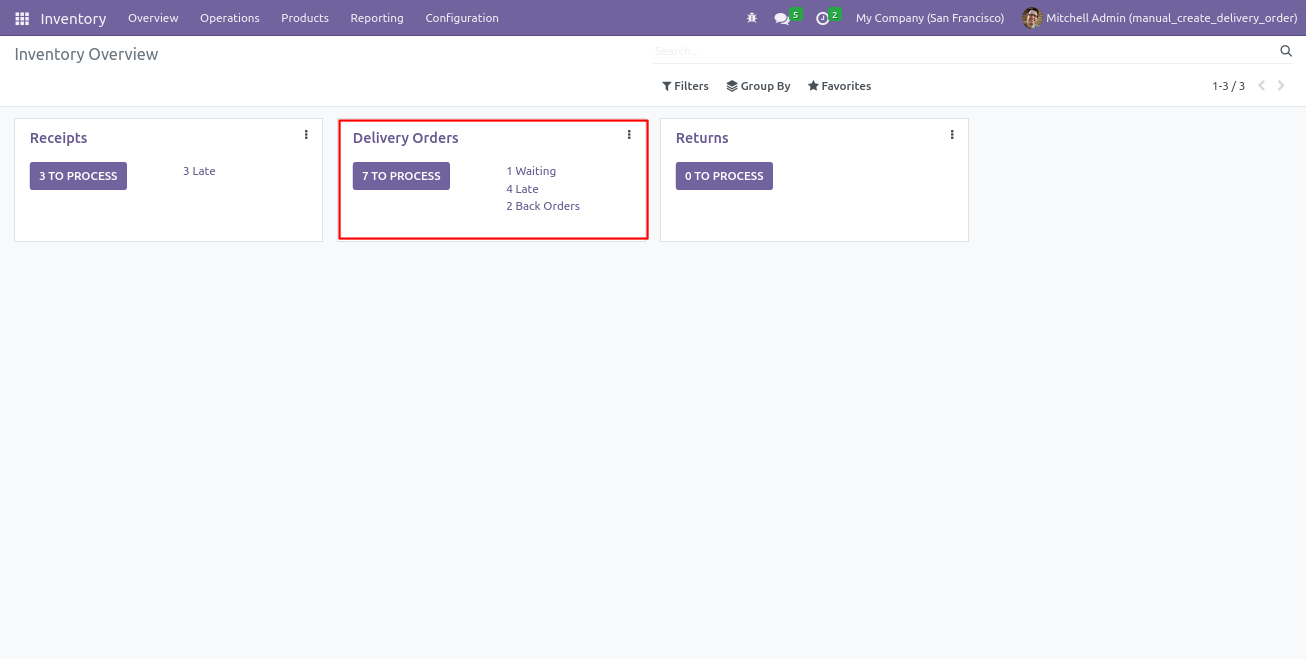 Inventory Overview Operations Products Reporting Configuration 5 2 My Company (San Francisco) Mitchell Admin (manual_create_delivery_order)
Inventory Overview
Search...
Filters Group By Favorites 1-3 / 3
Receipts
3 TO PROCESS
3 Late
Delivery Orders
7 TO PROCESS
1 Waiting
4 Late
2 Back Orders
Returns
0 TO PROCESS